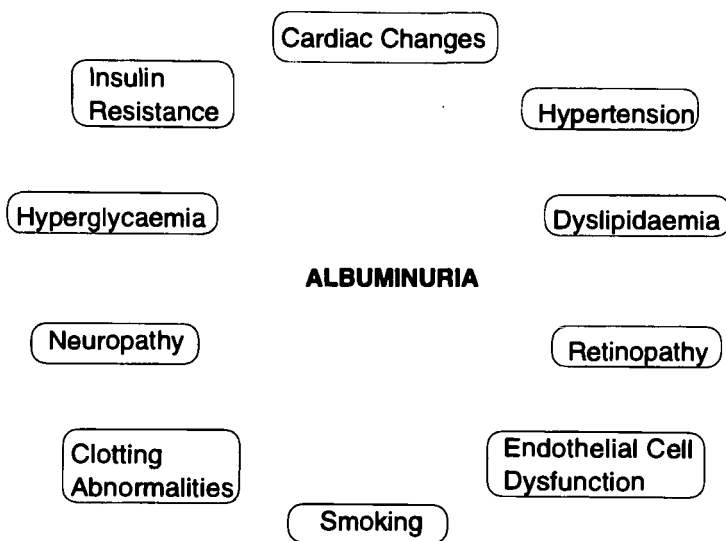 Cardiac Changes
Insulin
Resistance
Hypertension
Hyperglycaemia
Dyslipidaemia
ALBUMINURIA
Neuropathy
Retinopathy
Clotting
Abnormalities
Endothelial Cell
Dysfunction
Smoking